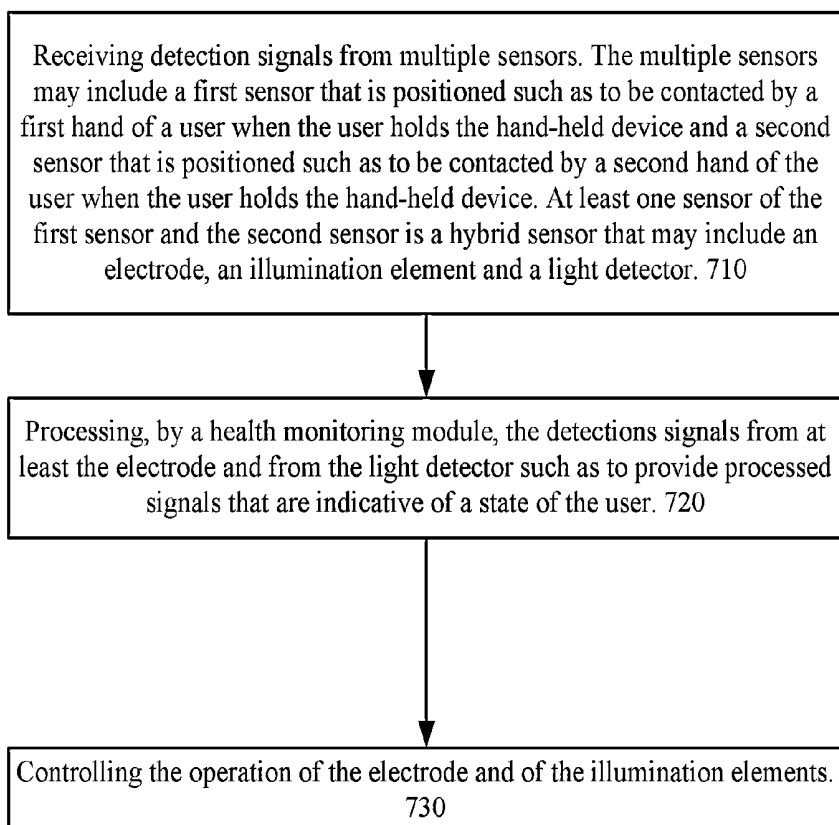 Receiving detection signals from multiple sensors. The multiple sensors
may include a first sensor that is positioned such as to be contacted by a
first hand of a user when the user holds the hand-held device and a second
sensor that is positioned such as to be contacted by a second hand of the
user when the user holds the hand-held device. At least one sensor of the
first sensor and the second sensor is a hybrid sensor that may include an
electrode, an illumination element and a light detector. 710
Processing, by a health monitoring module, the detections signals from at
least the electrode and from the light detector such as to provide processed
signals that are indicative of a state of the user. 720
Controlling the operation of the electrode and of the illumination elements.
730